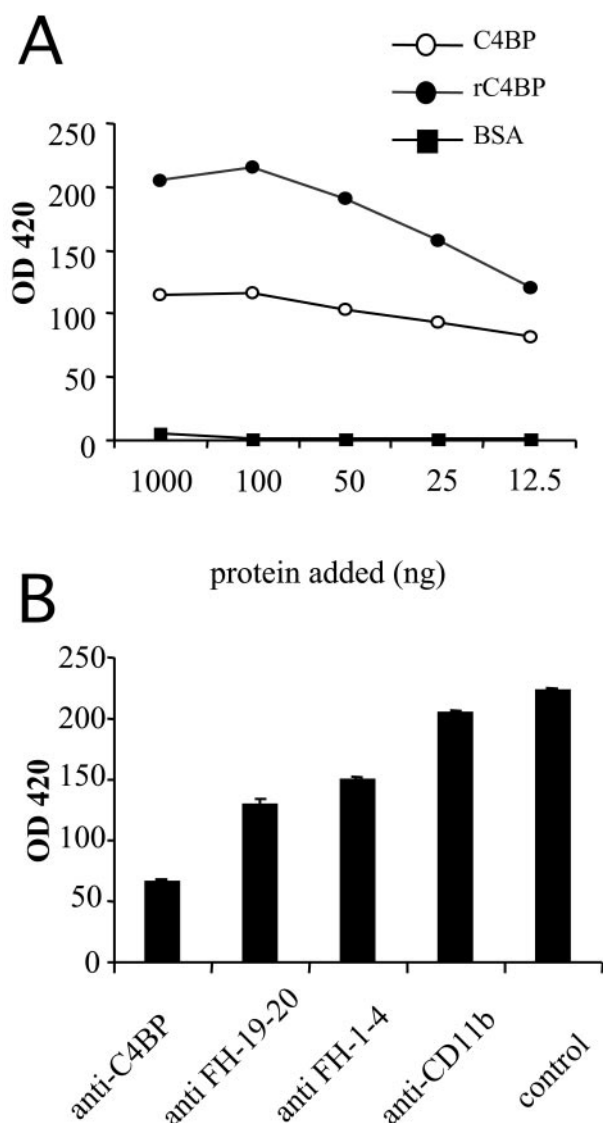 A
C4BP
rC4BP
BSA
250
200
150
100
50
0
OD 420
1000 100 50 25 12.5
protein added (ng)
B
250
200
150
100
50
0
OD 420
anti-C4BP
anti FH-19-20
anti FH-1-4
anti-CD11b
control